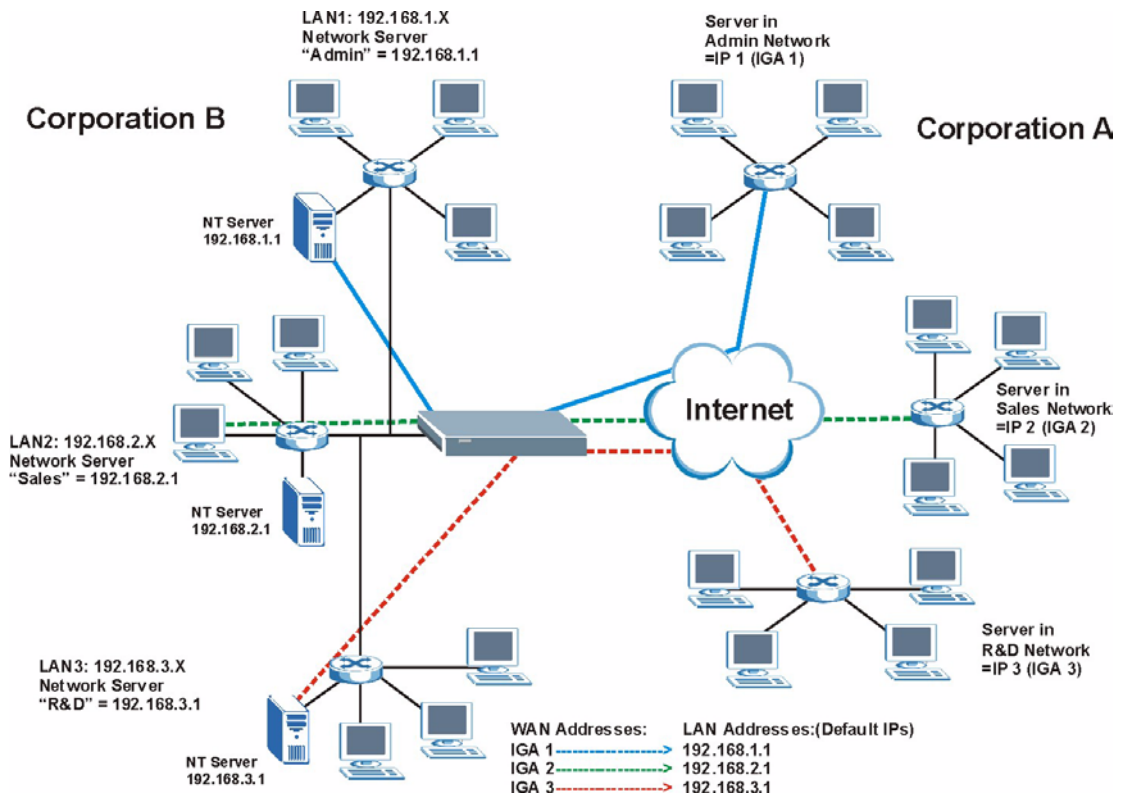 LAN1: 192.168.1.X
Network Server
“Admin” = 192.168.1.1
Server in
Admin Network
=IP 1 (IGA 1)
Corporation B
Corporation A
NT Server
192.168.1.1
Internet
Server in
Sales Network
=IP 2 (IGA 2)
LAN2: 192.168.2.X
Network Server
“Sales” = 192.168.2.1
NT Server
192.168.2.1
Server in
R&D Network
=IP 3 (IGA 3)
LAN3: 192.168.3.X
Network Server
“R&D” = 192.168.3.1
NT Server
192.168.3.1
WAN Addresses: LAN Addresses:(Default IPs)
IGA 1 192.168.1.1
IGA 2 192.168.2.1
IGA 3 192.168.3.1